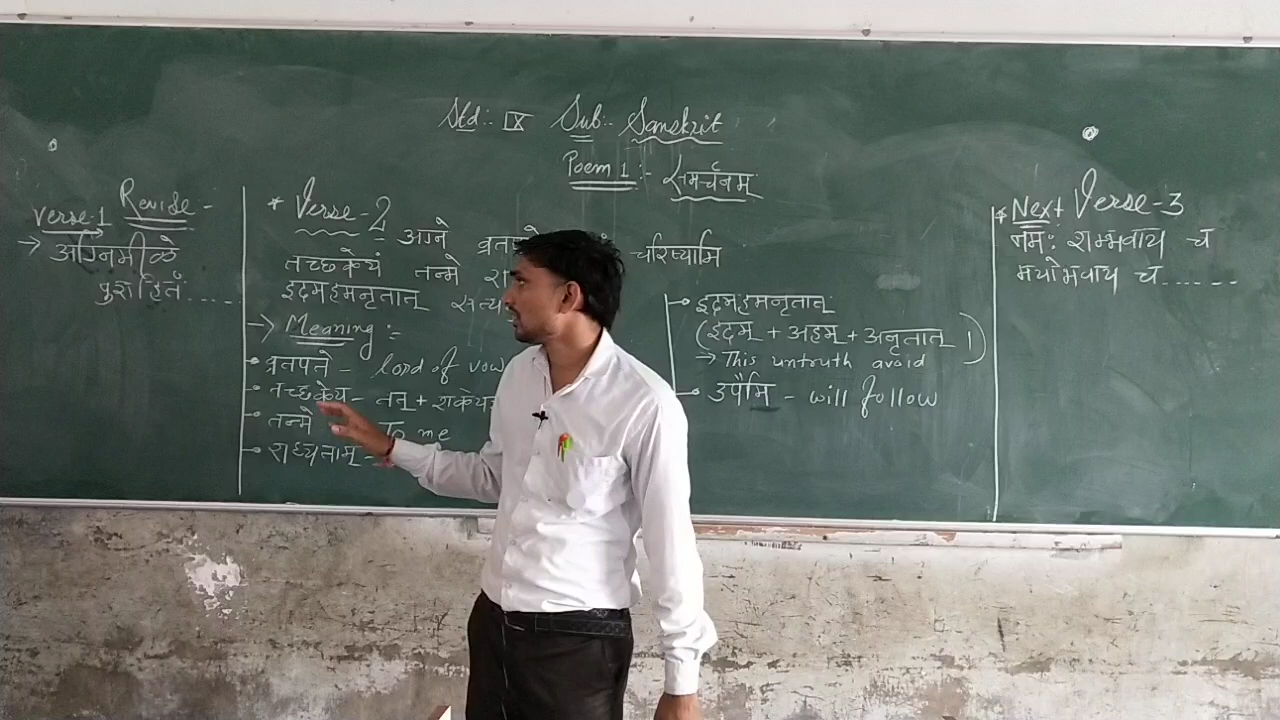 Std:- IX Sub:- Sanskrit
Poem 1:- समर्चनम्
Verse-1 Revise -
→ अग्निमीळे
पुरोहितं.....
* Verse-2
अग्ने चरिष्यामि
तच्छकेयं तन्मे
इदमहमनृतान् सत्य
→ Meaning:-
व्रतपते - lord of vow
तच्छकेय - तत् + शकेय
तन्मे To me
राध्यताम् -
→ इदमहमनृतान्
(इदम् + अहम् + अनृतान् ।)
→ This untruth avoid
→ उपैमि - will follow
* Next Verse-3
नमः शम्भवाय च
मयोभवाय च......